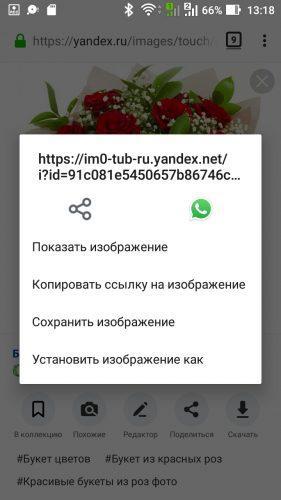 66% 13:18
https://yandex.ru/images/touch/
9
https://im0-tub-ru.yandex.net/
i?id=91c081e5450657b86746c...
Показать изображение
Копировать ссылку на изображение
Сохранить изображение
Установить изображение как
В коллекцию Похожие Редактор Поделиться Скачать
#Букет цветов #Букет из красных роз
#Красивые букеты из роз фото